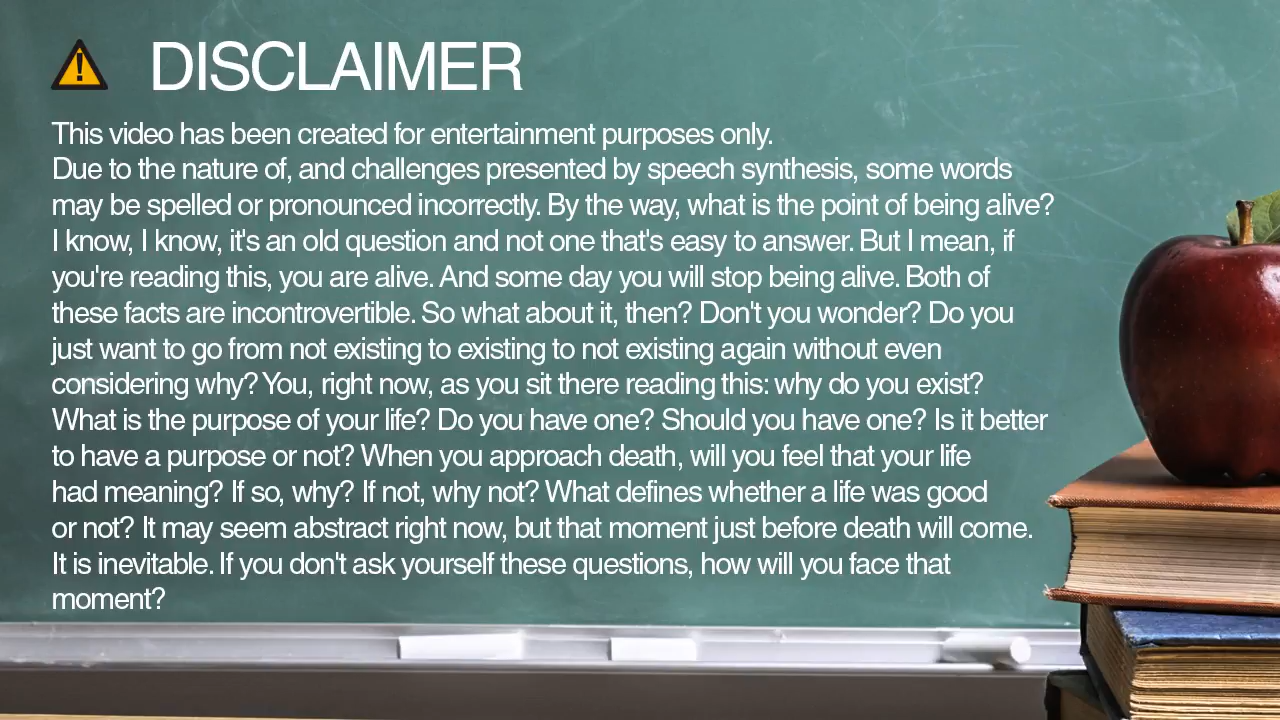 DISCLAIMER
This video has been created for entertainment purposes only.
Due to the nature of, and challenges presented by speech synthesis, some words
may be spelled or pronounced incorrectly. By the way, what is the point of being alive?
I know, I know, it's an old question and not one that's easy to answer. But I mean, if
you're reading this, you are alive. And some day you will stop being alive. Both of
these facts are incontrovertible. So what about it, then? Don't you wonder? Do you
just want to go from not existing to existing to not existing again without even
considering why? You, right now, as you sit there reading this: why do you exist?
What is the purpose of your life? Do you have one? Should you have one? Is it better
to have a purpose or not? When you approach death, will you feel that your life
had meaning? If so, why? If not, why not? What defines whether a life was good
or not? It may seem abstract right now, but that moment just before death will come.
It is inevitable. If you don't ask yourself these questions, how will you face that
moment?